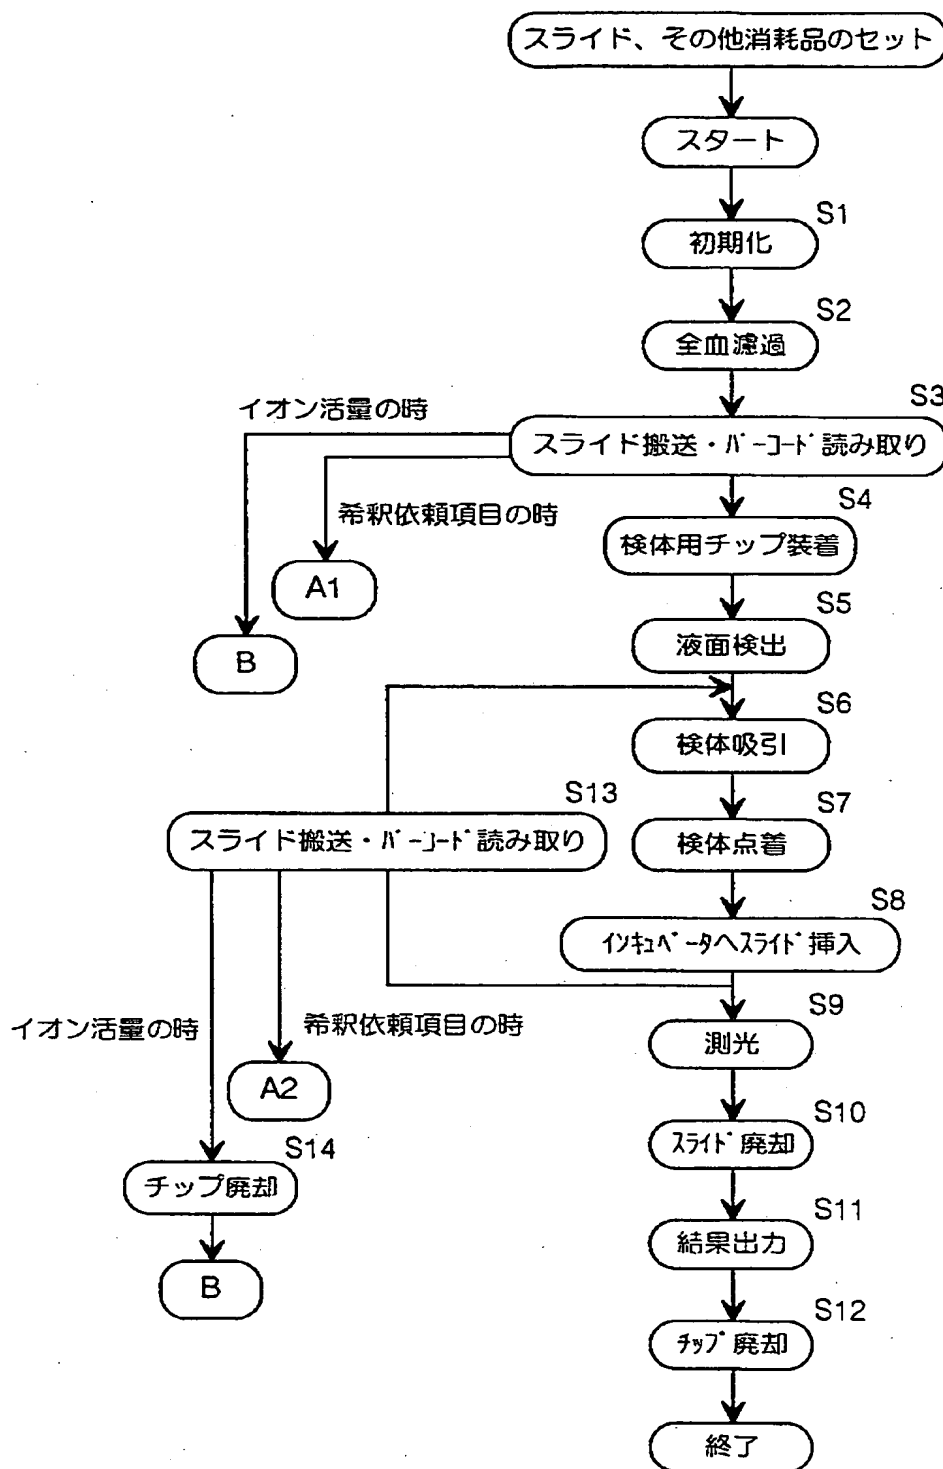 スライド、その他消耗品のセット
スタート
S1
初期化
S2
全血濾過
S3
イオン活量の時
スライド搬送・バーコード読み取り
希釈依頼項目の時
S4
検体用チップ装着
A1
S5
液面検出
B
S6
検体吸引
S13
スライド搬送・バーコード読み取り
S7
検体点着
S8
インキュベータへスライド挿入
イオン活量の時
希釈依頼項目の時
S9
測光
A2
S10
スライド廃却
S14
チップ廃却
S11
結果出力
B
S12
チップ廃却
終了